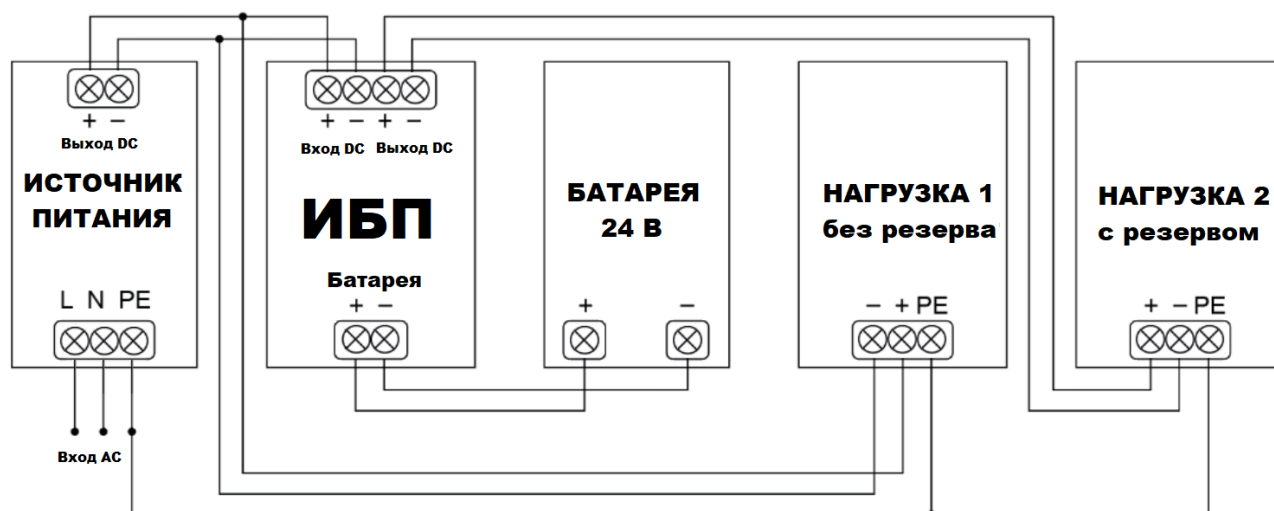 + −
Выход DC
ИСТОЧНИК
ПИТАНИЯ
L N PE
Вход AC
+ − + −
Вход DC Выход DC
ИБП
Батарея
+ −
БАТАРЕЯ
24 В
+ −
НАГРУЗКА 1
без резерва
− + PE
НАГРУЗКА 2
с резервом
+ − PE